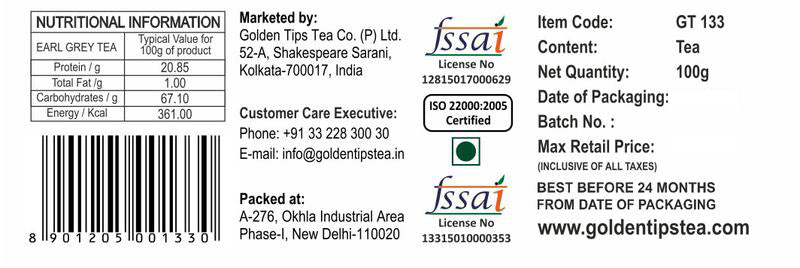 NUTRITIONAL INFORMATION
EARL GREY TEA
Typical Value for
100g of product
Protein / g 20.85
Total Fat /g 1.00
Carbohydrates / g 67.10
Energy / Kcal 361.00
8 901205 001330
Marketed by:
Golden Tips Tea Co. (P) Ltd.
52-A, Shakespeare Sarani,
Kolkata-700017, India
Customer Care Executive:
Phone: +91 33 228 300 30
E-mail: info@goldentipstea.in
Packed at:
A-276, Okhla Industrial Area
Phase-I, New Delhi-110020
fssai
License No
12815017000629
ISO 22000:2005
Certified
fssai
License No
13315010000353
Item Code: GT 133
Content: Tea
Net Quantity: 100g
Date of Packaging:
Batch No. :
Max Retail Price:
(INCLUSIVE OF ALL TAXES)
BEST BEFORE 24 MONTHS
FROM DATE OF PACKAGING
www.goldentipstea.com